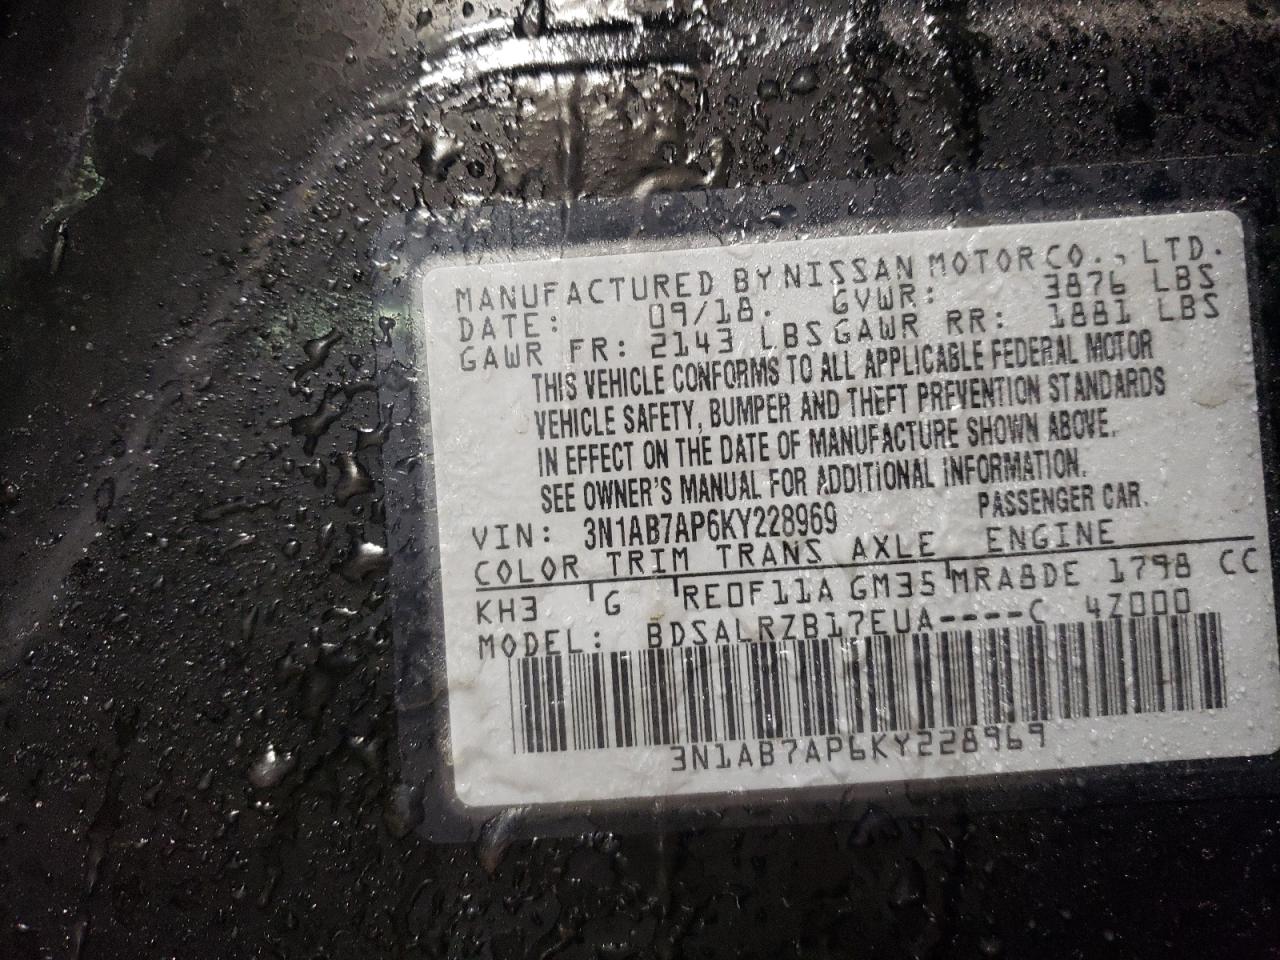 MANUFACTURED BY NISSAN MOTOR CO., LTD.
DATE: 09/18. GVWR: 3876 LBS
GAWR FR: 2143 LBS GAWR RR: 1881 LBS
THIS VEHICLE CONFORMS TO ALL APPLICABLE FEDERAL MOTOR
VEHICLE SAFETY, BUMPER AND THEFT PREVENTION STANDARDS
IN EFFECT ON THE DATE OF MANUFACTURE SHOWN ABOVE.
SEE OWNER'S MANUAL FOR ADDITIONAL INFORMATION.
VIN: 3N1AB7AP6KY228969 PASSENGER CAR.
COLOR TRIM TRANS AXLE ENGINE
KH3 G RE0F11A GM35 MRA8DE 1798 CC
MODEL: BDSALRZB17EUA----C 4Z000
3N1AB7AP6KY228969